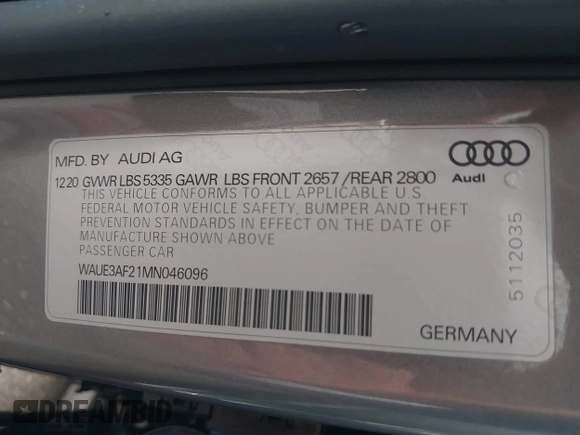 MFD. BY AUDI AG
12.20 GVWR LBS 5335 GAWR LBS FRONT 2657 /REAR 2800
THIS VEHICLE CONFORMS TO ALL APPLICABLE U.S.
FEDERAL MOTOR VEHICLE SAFETY, BUMPER AND THEFT
PREVENTION STANDARDS IN EFFECT ON THE DATE OF
MANUFACTURE SHOWN ABOVE
PASSENGER CAR
WAUE3AF21MN046096
Audi
5112035
GERMANY
DREAMBID